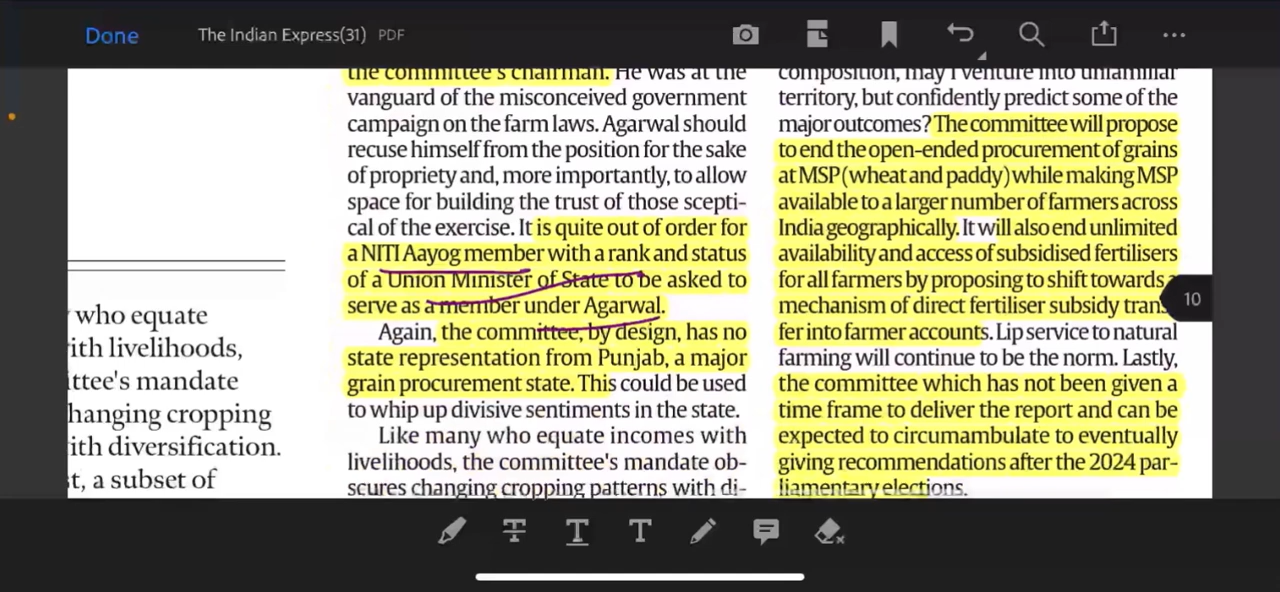 Done
The Indian Express(31) PDF
who equate
ith livelihoods,
ttee's mandate
hanging cropping
ith diversification.
t, a subset of
the committee's chairman. He was at the
vanguard of the misconceived government
campaign on the farm laws. Agarwal should
recuse himself from the position for the sake
of propriety and, more importantly, to allow
space for building the trust of those scepti-
cal of the exercise. It is quite out of order for
a NITI Aayog member with a rank and status
of a Union Minister of State to be asked to
serve as a member under Agarwal.
Again, the committee, by design, has no
state representation from Punjab, a major
grain procurement state. This could be used
to whip up divisive sentiments in the state.
Like many who equate incomes with
livelihoods, the committee's mandate ob-
scures changing cropping patterns with di-
composition, may I venture into unfamiliar
territory, but confidently predict some of the
major outcomes? The committee will propose
to end the open-ended procurement of grains
at MSP (wheat and paddy) while making MSP
available to a larger number of farmers across
India geographically. It will also end unlimited
availability and access of subsidised fertilisers
for all farmers by proposing to shift towards a
mechanism of direct fertiliser subsidy trans-
fer into farmer accounts. Lip service to natural
farming will continue to be the norm. Lastly,
the committee which has not been given a
time frame to deliver the report and can be
expected to circumambulate to eventually
giving recommendations after the 2024 par-
liamentary elections.
10